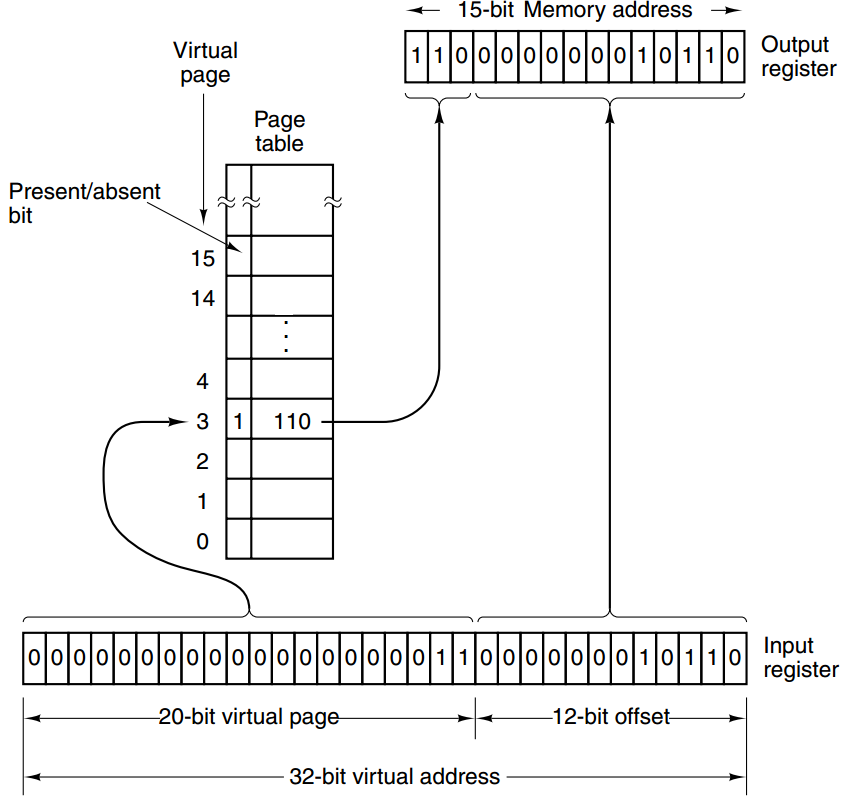 15-bit Memory address
1 1 0 0 0 0 0 0 0 0 1 0 1 1 0
Output
register
Virtual
page
Page
table
Present/absent
bit
15
14
⋮
4
3 1 110
2
1
0
0 0 0 0 0 0 0 0 0 0 0 0 0 0 0 0 0 0 1 1 0 0 0 0 0 0 0 1 0 1 1 0
Input
register
20-bit virtual page
12-bit offset
32-bit virtual address